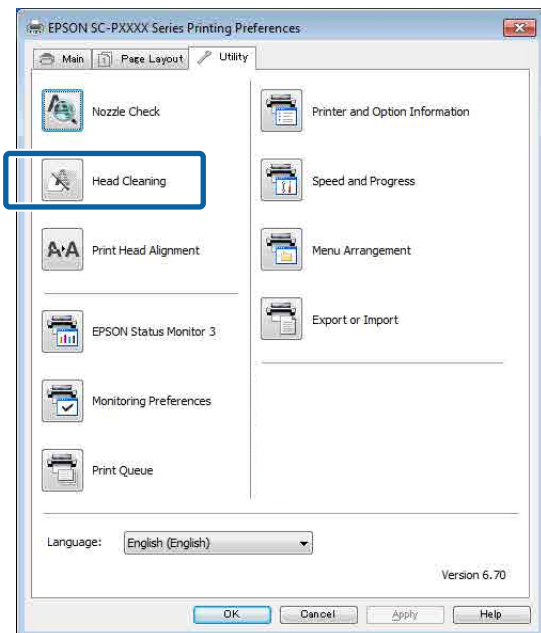 EPSON SC-PXXXX Series Printing Preferences
Main
Page Layout
Utility
Nozzle Check
Head Cleaning
A▸A
Print Head Alignment
EPSON Status Monitor 3
Monitoring Preferences
Print Queue
Printer and Option Information
Speed and Progress
Menu Arrangement
Export or Import
Language: English (English)
Version 6.70
OK Cancel Apply Help